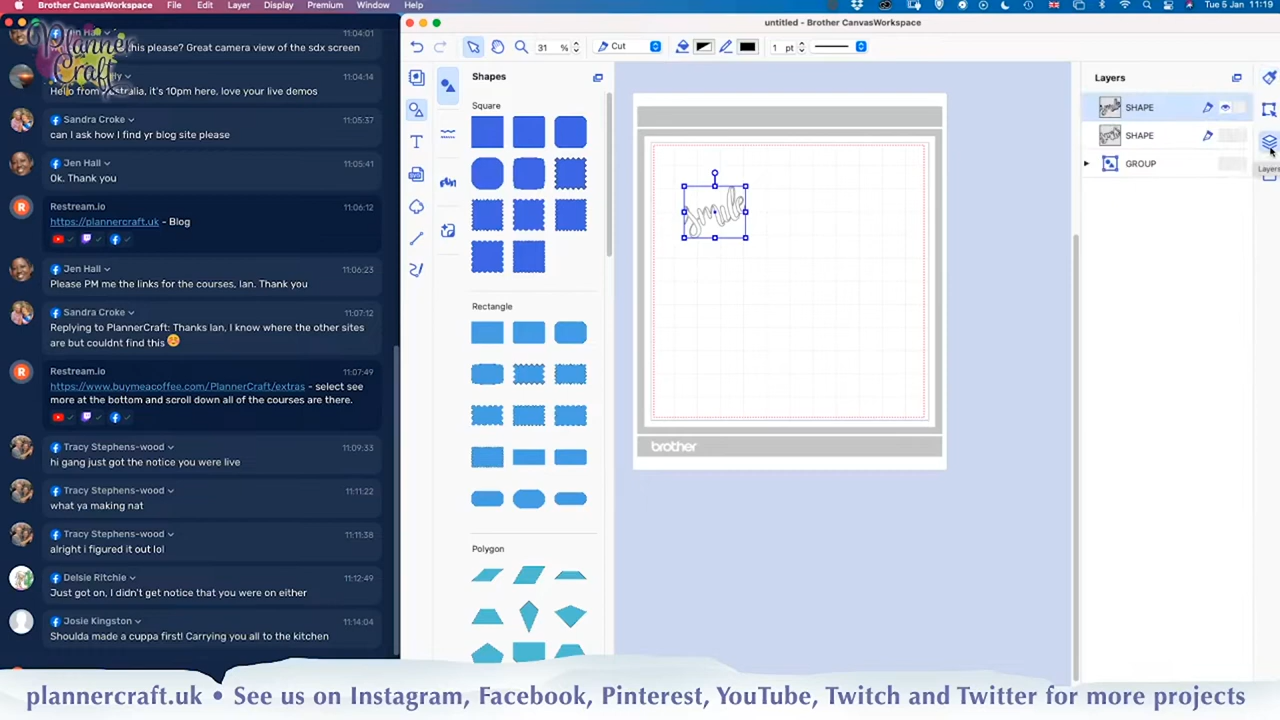 Brother CanvasWorkspace File Edit Layer Display Premium Window Help
Tue 5 Jan 11:19
Planner
Craft
11:04:01
this please? Great camera view of the sdx screen
11:04:14
Hello from Australia, it's 10pm here, love your live demos
Sandra Croke 11:05:37
can I ask how I find yr blog site please
Jen Hall 11:05:41
Ok. Thank you
Restream.io 11:06:12
https://plannercraft.uk - Blog
Jen Hall 11:06:23
Please PM me the links for the courses, Ian. Thank you
Sandra Croke 11:07:12
Replying to PlannerCraft: Thanks Ian, I know where the other sites
are but couldnt find this
Restream.io 11:07:49
https://www.buymeacoffee.com/PlannerCraft/extras - select see
more at the bottom and scroll down all of the courses are there.
Tracy Stephens-wood 11:09:33
hi gang just got the notice you were live
Tracy Stephens-wood 11:11:22
what ya making nat
Tracy Stephens-wood 11:11:38
alright i figured it out lol
Delsie Ritchie 11:12:49
Just got on, I didn't get notice that you were on either
Josie Kingston 11:14:04
Shoulda made a cuppa first! Carrying you all to the kitchen
untitled - Brother CanvasWorkspace
31 % Cut 1 pt
Shapes
Square
Rectangle
Polygon
SVG
smile
brother
Layers
SHAPE
SHAPE
GROUP
Layers
plannercraft.uk • See us on Instagram, Facebook, Pinterest, YouTube, Twitch and Twitter for more projects